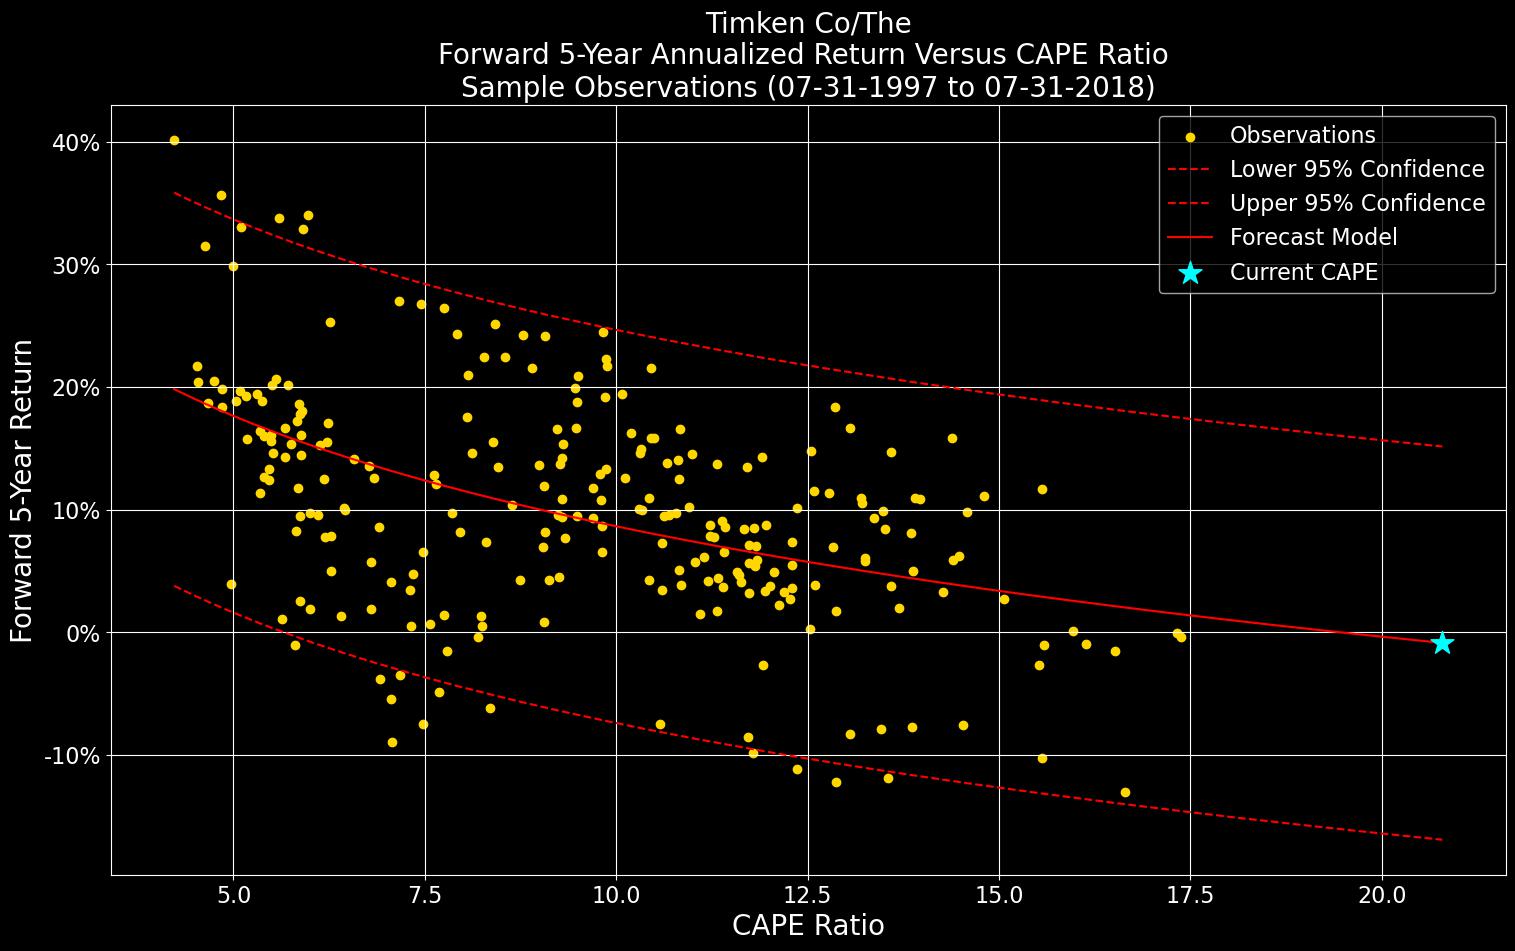 Timken Co/The
Forward 5-Year Annualized Return Versus CAPE Ratio
Sample Observations (07-31-1997 to 07-31-2018)
Observations
Lower 95% Confidence
Upper 95% Confidence
Forecast Model
Current CAPE
Forward 5-Year Return
40%
30%
20%
10%
0%
-10%
5.0 7.5 10.0 12.5 15.0 17.5 20.0
CAPE Ratio